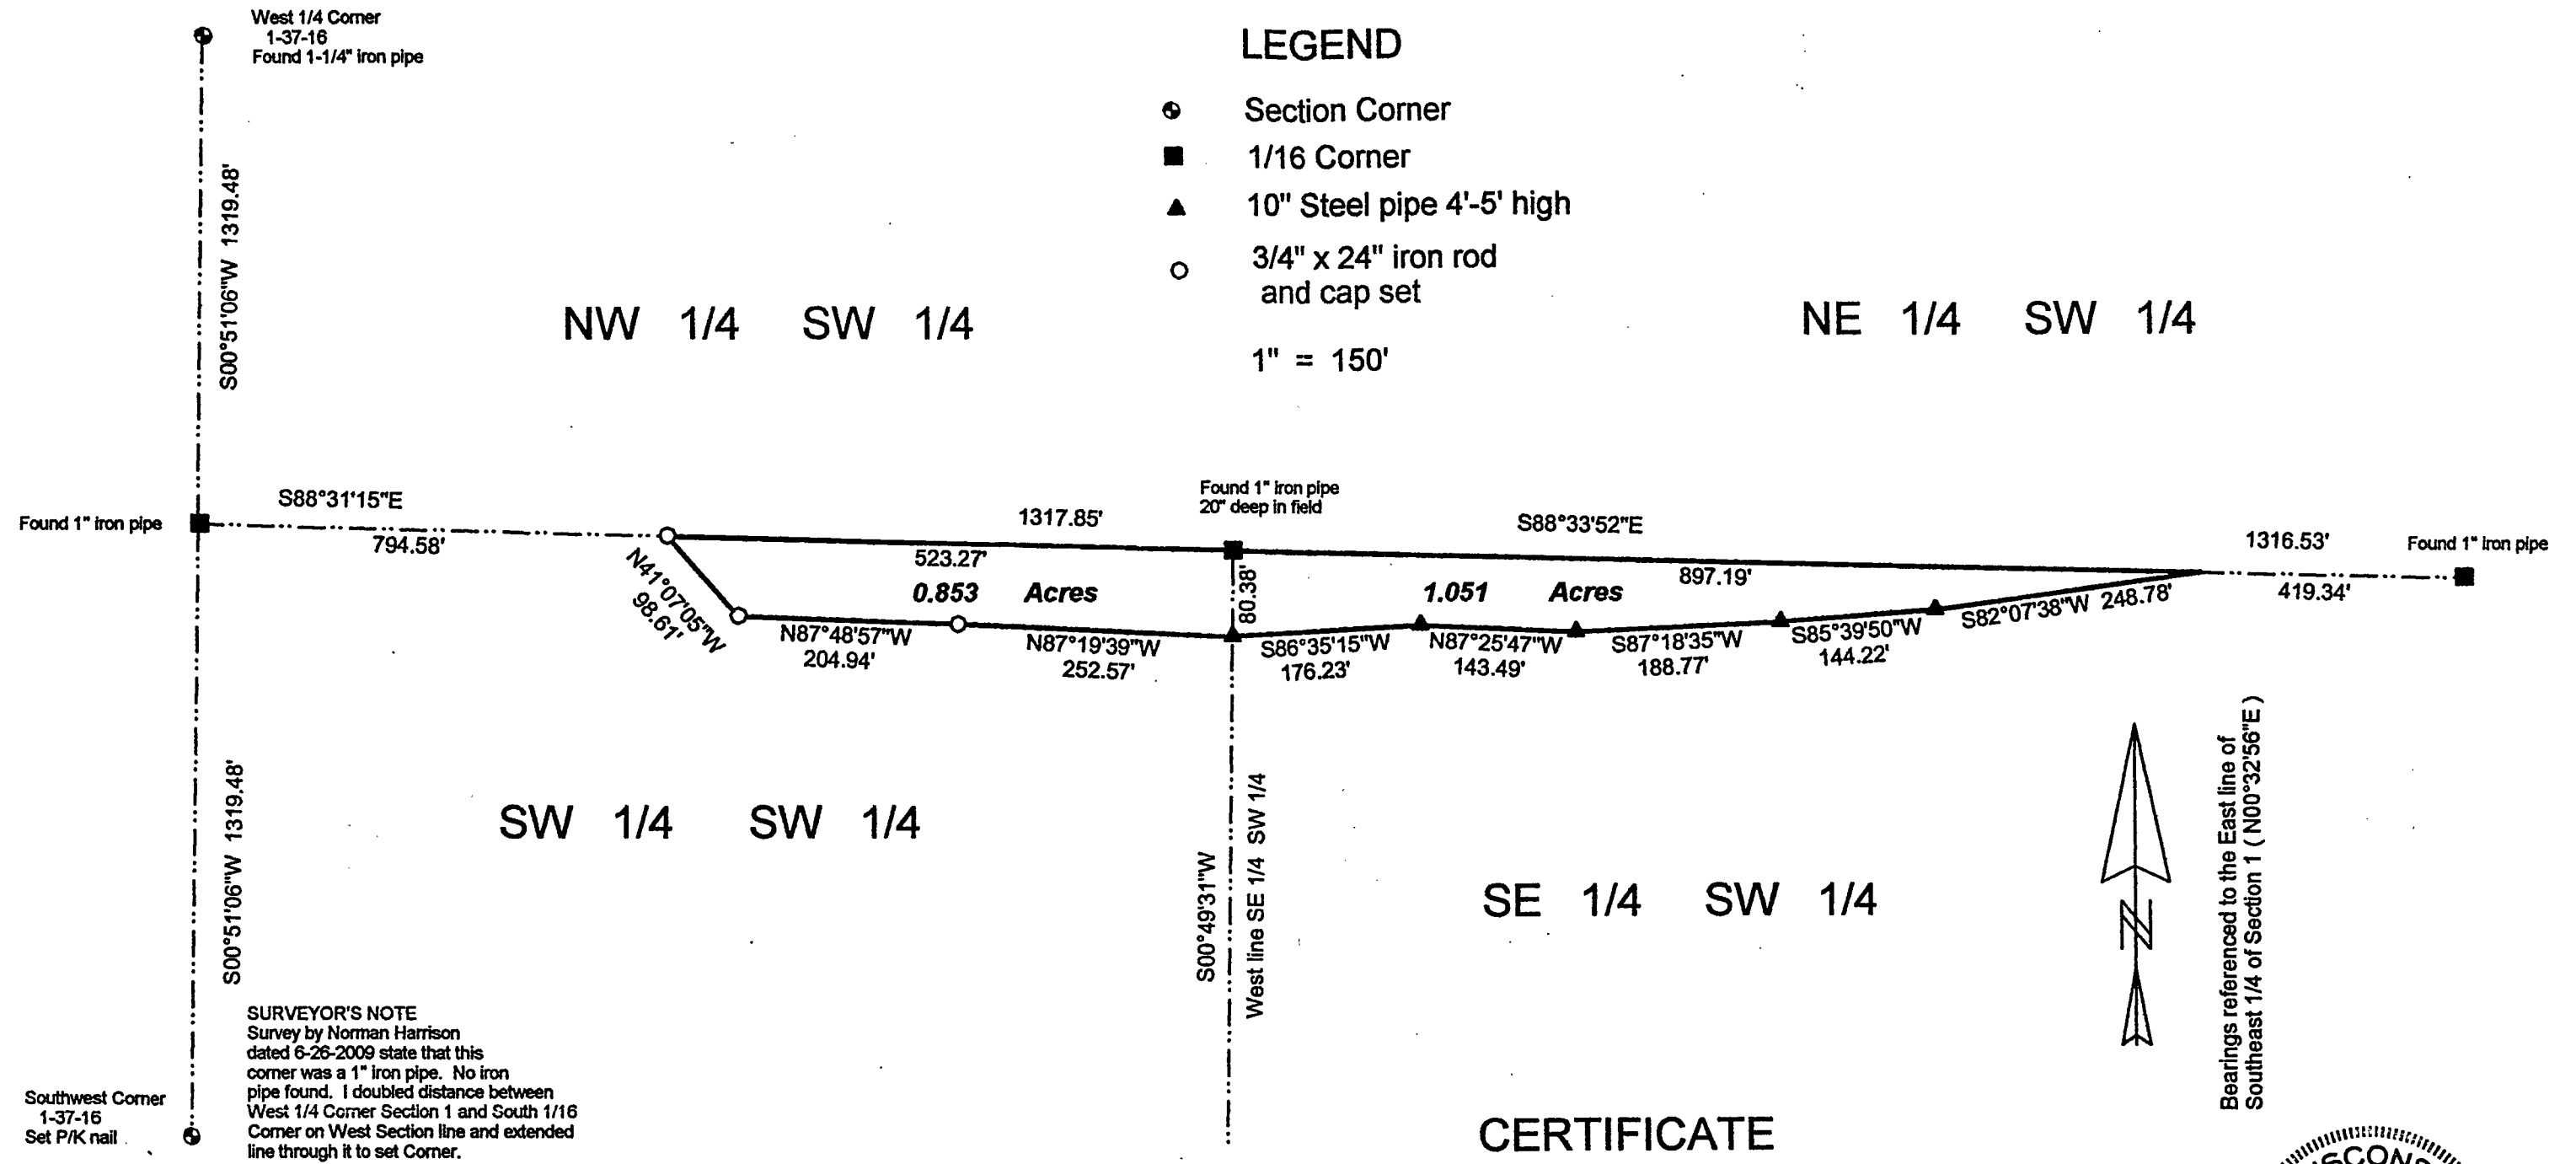 West 1/4 Corner
1-37-16
Found 1-1/4" iron pipe
LEGEND
Section Corner
1/16 Corner
10" Steel pipe 4'-5' high
3/4" x 24" iron rod
and cap set
1" = 150'
S00°51'06"W 1319.48'
NW 1/4 SW 1/4
NE 1/4 SW 1/4
Found 1" iron pipe
S88°31'15"E
794.58'
1317.85'
523.27'
Found 1" iron pipe
20" deep in field
S88°33'52"E
897.19'
1316.53'
419.34'
Found 1" iron pipe
N41°07'05"W
98.61'
0.853 Acres
80.38'
1.051 Acres
N87°48'57"W
204.94'
N87°19'39"W
252.57'
S86°35'15"W
176.23'
N87°25'47"W
143.49'
S87°18'35"W
188.77'
S85°39'50"W
144.22'
S82°07'38"W 248.78'
S00°51'06"W 1319.48'
SW 1/4 SW 1/4
S00°49'31"W
West line SE 1/4 SW 1/4
SE 1/4 SW 1/4
N
Bearings referenced to the East line of
Southeast 1/4 of Section 1 ( N00°32'56"E )
SURVEYOR'S NOTE
Survey by Norman Harrison
dated 6-26-2009 state that this
corner was a 1" iron pipe. No iron
pipe found. I doubled distance between
West 1/4 Corner Section 1 and South 1/16
Corner on West Section line and extended
line through it to set Corner.
Southwest Corner
1-37-16
Set P/K nail
CERTIFICATE